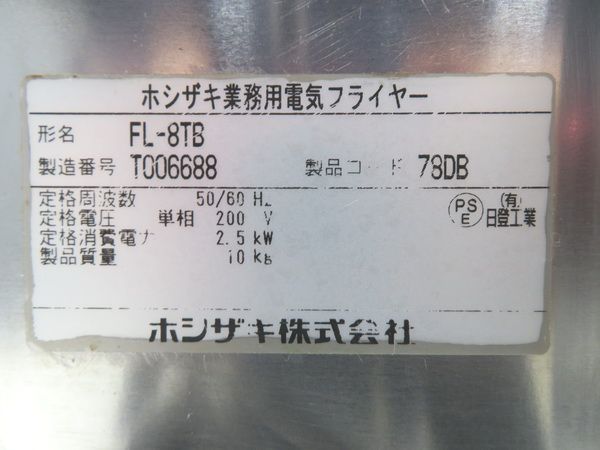 ホシザキ業務用電気フライヤー
形名 FL-8TB
製造番号 T006688 製品コード 78DB
定格周波数 50/60 Hz
定格電圧 単相 200 V
定格消費電力 2.5 kW
製品質量 10 kg
PSE (有)日登工業
ホシザキ株式会社